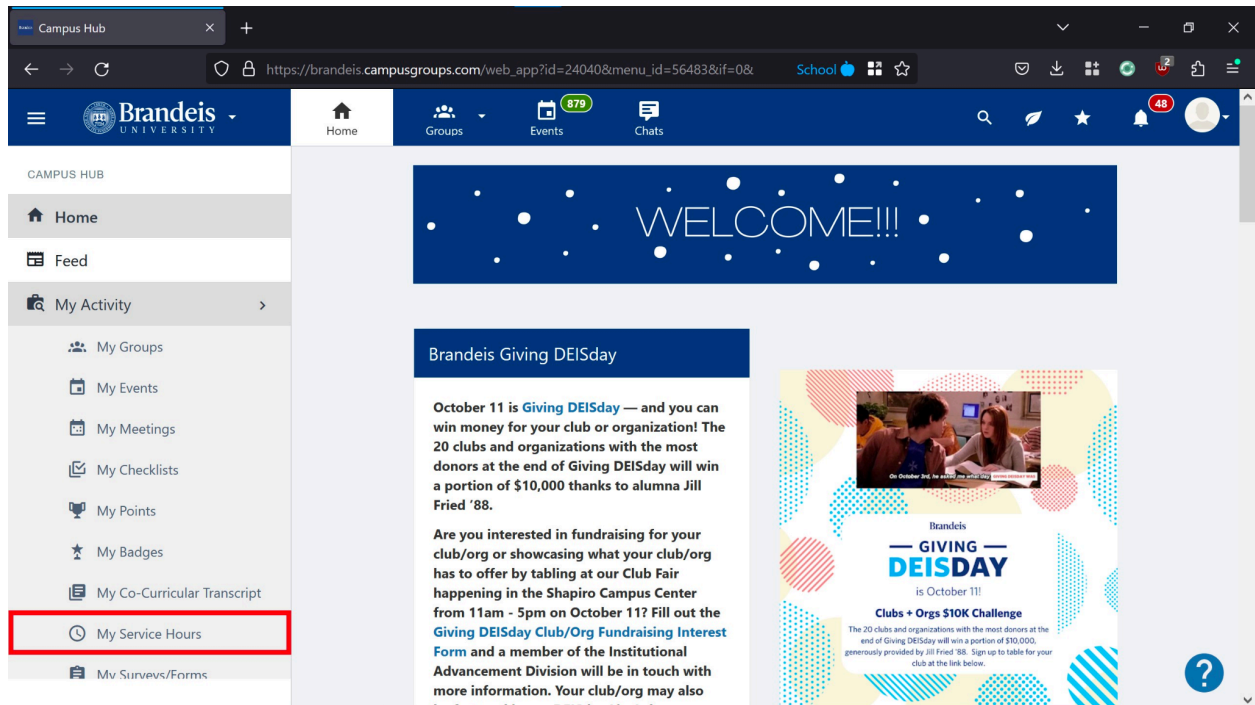 Campus Hub
https://brandeis.campusgroups.com/web_app?id=24040&menu_id=56483&if=0&
School
2
Brandeis
UNIVERSITY
Home
Groups
879
Events
Chats
48
CAMPUS HUB
Home
Feed
My Activity
My Groups
My Events
My Meetings
My Checklists
My Points
My Badges
My Co-Curricular Transcript
My Service Hours
My Surveys/Forms
WELCOME!!!
Brandeis Giving DEISday
October 11 is Giving DEISday — and you can
win money for your club or organization! The
20 clubs and organizations with the most
donors at the end of Giving DEISday will win
a portion of $10,000 thanks to alumna Jill
Fried '88.
Are you interested in fundraising for your
club/org or showcasing what your club/org
has to offer by tabling at our Club Fair
happening in the Shapiro Campus Center
from 11am - 5pm on October 11? Fill out the
Giving DEISday Club/Org Fundraising Interest
Form and a member of the Institutional
Advancement Division will be in touch with
more information. Your club/org may also
On October 3rd, he asked me what day GIVING DEISDAY WAS
Brandeis
— GIVING —
DEISDAY
is October 11!
Clubs + Orgs $10K Challenge
The 20 clubs and organizations with the most donors at the
end of Giving DEISday will win a portion of $10,000,
generously provided by Jill Fried '88. Sign up to table for your
club at the link below.
?